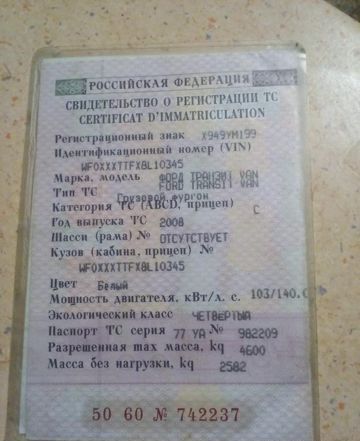 РОССИЙСКАЯ ФЕДЕРАЦИЯ
СВИДЕТЕЛЬСТВО О РЕГИСТРАЦИИ ТС
CERTIFICAT D'IMMATRICULATION
Регистрационный знак Х949УМ199
Идентификационный номер (VIN)
WF0XXXTTFX8L10345
Марка, модель ФОРД ТРАНЗИТ VAN
FORD TRANSIT VAN
Тип ТС Грузовой фургон
Категория ТС (ABCD, прицеп) C
Год выпуска ТС 2008
Шасси (рама) № ОТСУТСТВУЕТ
Кузов (кабина, прицеп) №
WF0XXXTTFX8L10345
Цвет Белый
Мощность двигателя, кВт/л. с. 103/140.
Экологический класс ЧЕТВЕРТЫЙ
Паспорт ТС серия 77 УА № 982209
Разрешенная max масса, kg 4600
Масса без нагрузки, kg 2582
50 60 № 742237